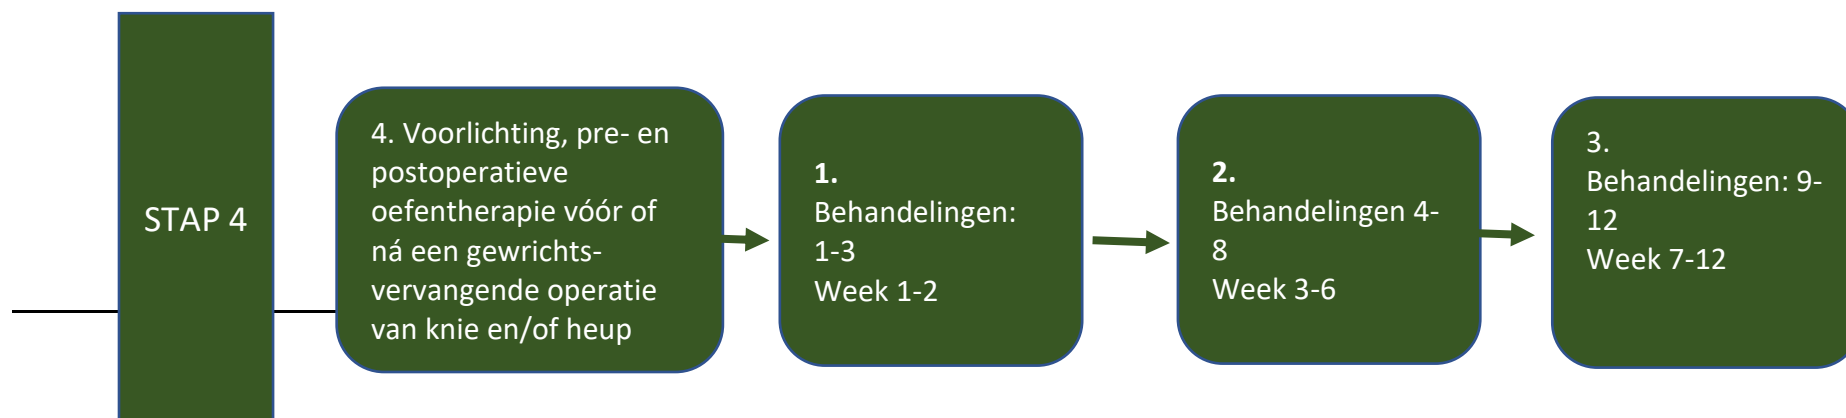 STAP 4
4. Voorlichting, pre- en
postoperatieve
oefentherapie vóór of
ná een gewrichts-
vervangende operatie
van knie en/of heup
1.
Behandelingen:
1-3
Week 1-2
2.
Behandelingen 4-
8
Week 3-6
3.
Behandelingen: 9-
12
Week 7-12